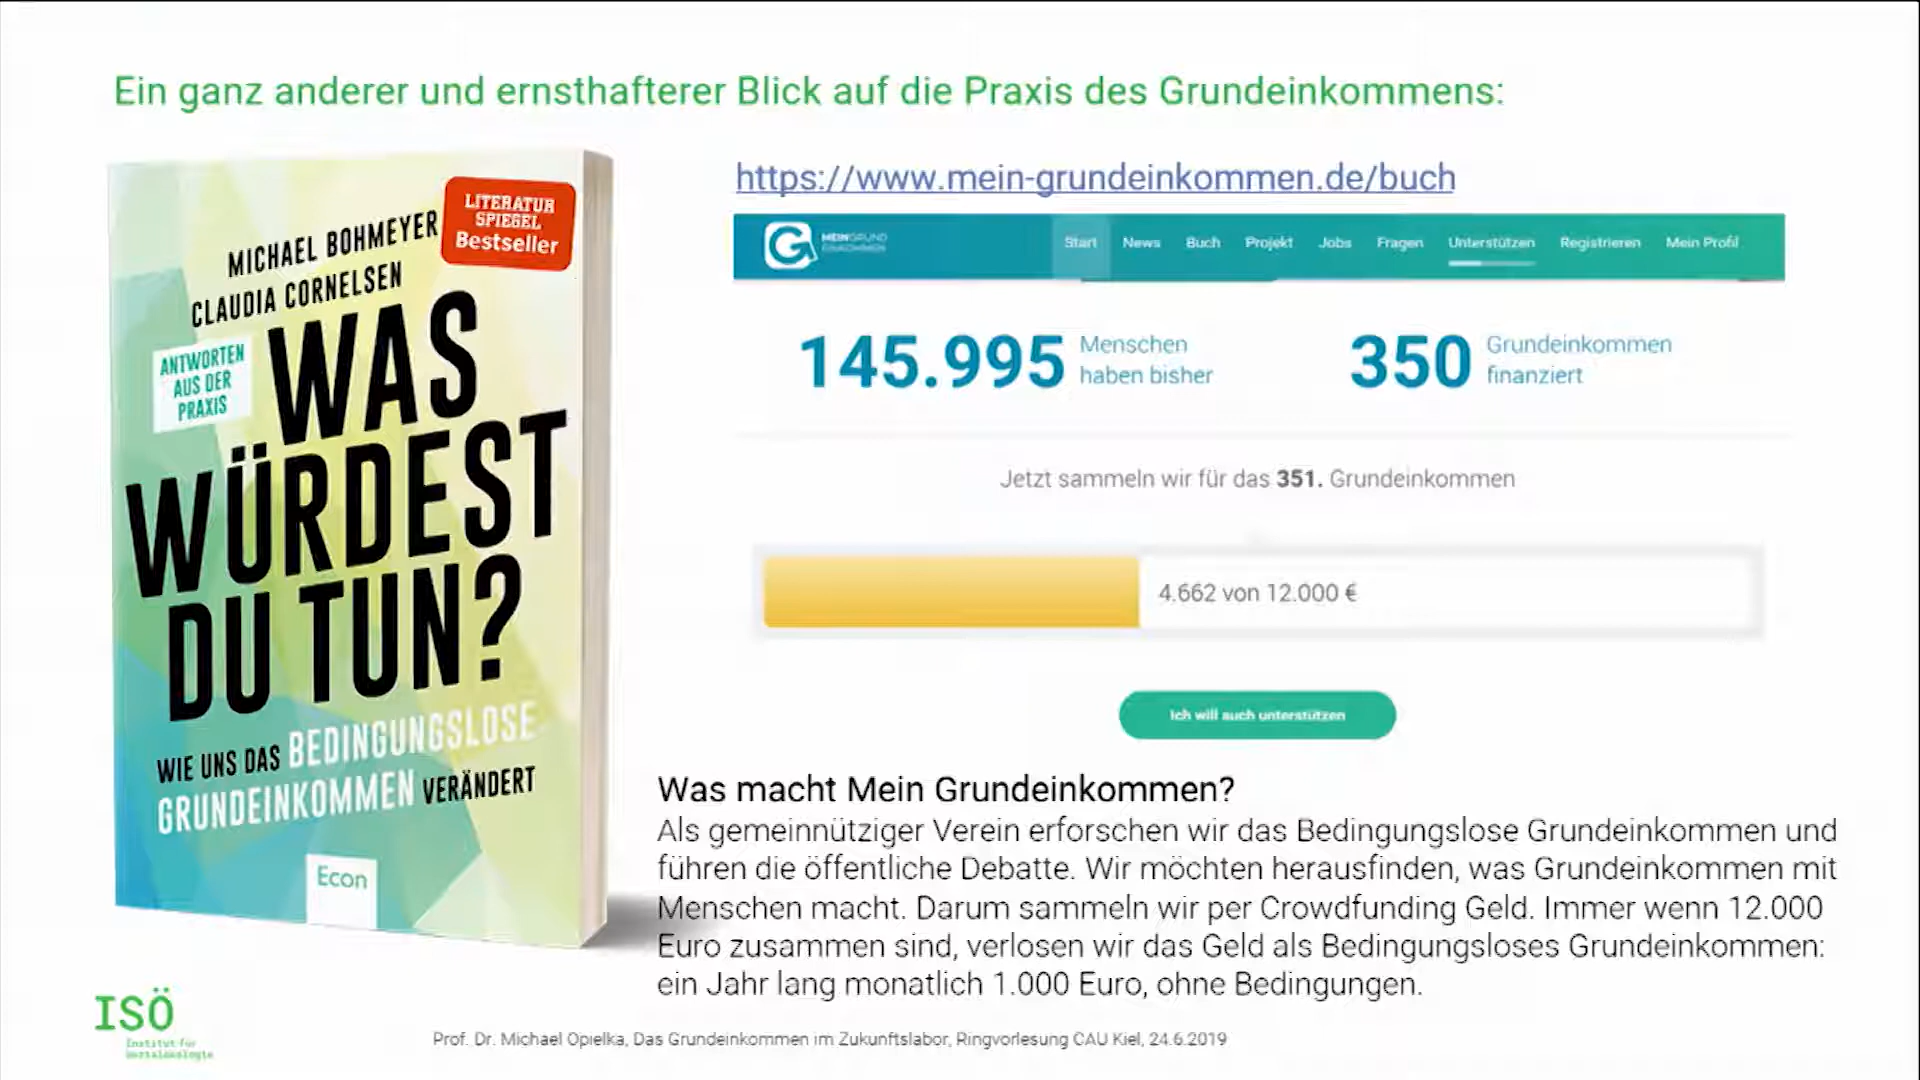 Ein ganz anderer und ernsthafterer Blick auf die Praxis des Grundeinkommens:
MICHAEL BOHMEYER
CLAUDIA CORNELSEN
LITERATUR
SPIEGEL
Bestseller
ANTWORTEN
AUS DER
PRAXIS
WAS
WÜRDEST
DU TUN?
WIE UNS DAS BEDINGUNGSLOSE
GRUNDEINKOMMEN VERÄNDERT
Econ
https://www.mein-grundeinkommen.de/buch
MEINGRUND
EINKOMMEN
Start News Buch Projekt Jobs Fragen Unterstützen Registrieren Mein Profil
145.995 Menschen haben bisher
350 Grundeinkommen finanziert
Jetzt sammeln wir für das 351. Grundeinkommen
4.662 von 12.000 €
Ich will auch unterstützen
Was macht Mein Grundeinkommen?
Als gemeinnütziger Verein erforschen wir das Bedingungslose Grundeinkommen und
führen die öffentliche Debatte. Wir möchten herausfinden, was Grundeinkommen mit
Menschen macht. Darum sammeln wir per Crowdfunding Geld. Immer wenn 12.000
Euro zusammen sind, verlosen wir das Geld als Bedingungsloses Grundeinkommen:
ein Jahr lang monatlich 1.000 Euro, ohne Bedingungen.
ISÖ
Institut für
Sozialökologie
Prof. Dr. Michael Opielka, Das Grundeinkommen im Zukunftslabor, Ringvorlesung CAU Kiel, 24.6.2019